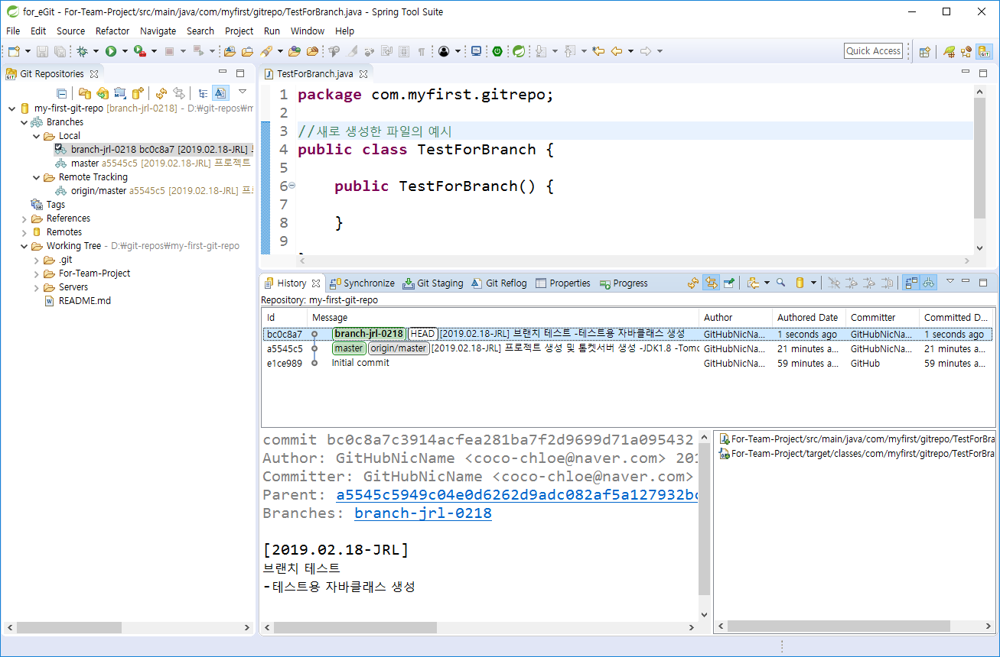 for_eGit - For-Team-Project/src/main/java/com/myfirst/gitrepo/TestForBranch.java - Spring Tool Suite
File Edit Source Refactor Navigate Search Project Run Window Help
Quick Access
Git Repositories
my-first-git-repo [branch-jrl-0218] - D:₩git-repos₩m
Branches
Local
branch-jrl-0218 bc0c8a7 [2019.02.18-JRL]
master a5545c5 [2019.02.18-JRL] 프로젝트
Remote Tracking
origin/master a5545c5 [2019.02.18-JRL]
Tags
References
Remotes
Working Tree - D:₩git-repos₩my-first-git-repo
.git
For-Team-Project
Servers
README.md
TestForBranch.java
1 package com.myfirst.gitrepo;
2
3 //새로 생성한 파일의 예시
4 public class TestForBranch {
5
6 public TestForBranch() {
7
8 }
9
History Synchronize Git Staging Git Reflog Properties Progress
Repository: my-first-git-repo
Id Message Author Authored Date Committer Committed D...
bc0c8a7 branch-jrl-0218 HEAD [2019.02.18-JRL] 브랜치 테스트 -테스트용 자바클래스 생성 GitHubNicNa... 1 seconds ago GitHubNicNa... 1 seconds ago
a5545c5 master origin/master [2019.02.18-JRL] 프로젝트 생성 및 톰켓서버 생성 -JDK1.8 -Tomc GitHubNicNa... 21 minutes a... GitHubNicNa... 21 minutes a...
e1ce989 Initial commit GitHubNicNa... 59 minutes a... GitHub 59 minutes a...
commit bc0c8a7c3914acfea281ba7f2d9699d71a095432
Author: GitHubNicName <coco-chloe@naver.com> 201
Committer: GitHubNicName <coco-chloe@naver.com>
Parent: a5545c5949c04e0d6262d9adc082af5a127932bc
Branches: branch-jrl-0218
[2019.02.18-JRL]
브랜치 테스트
-테스트용 자바클래스 생성
For-Team-Project/src/main/java/com/myfirst/gitrepo/TestForBra
For-Team-Project/target/classes/com/myfirst/gitrepo/TestForBra